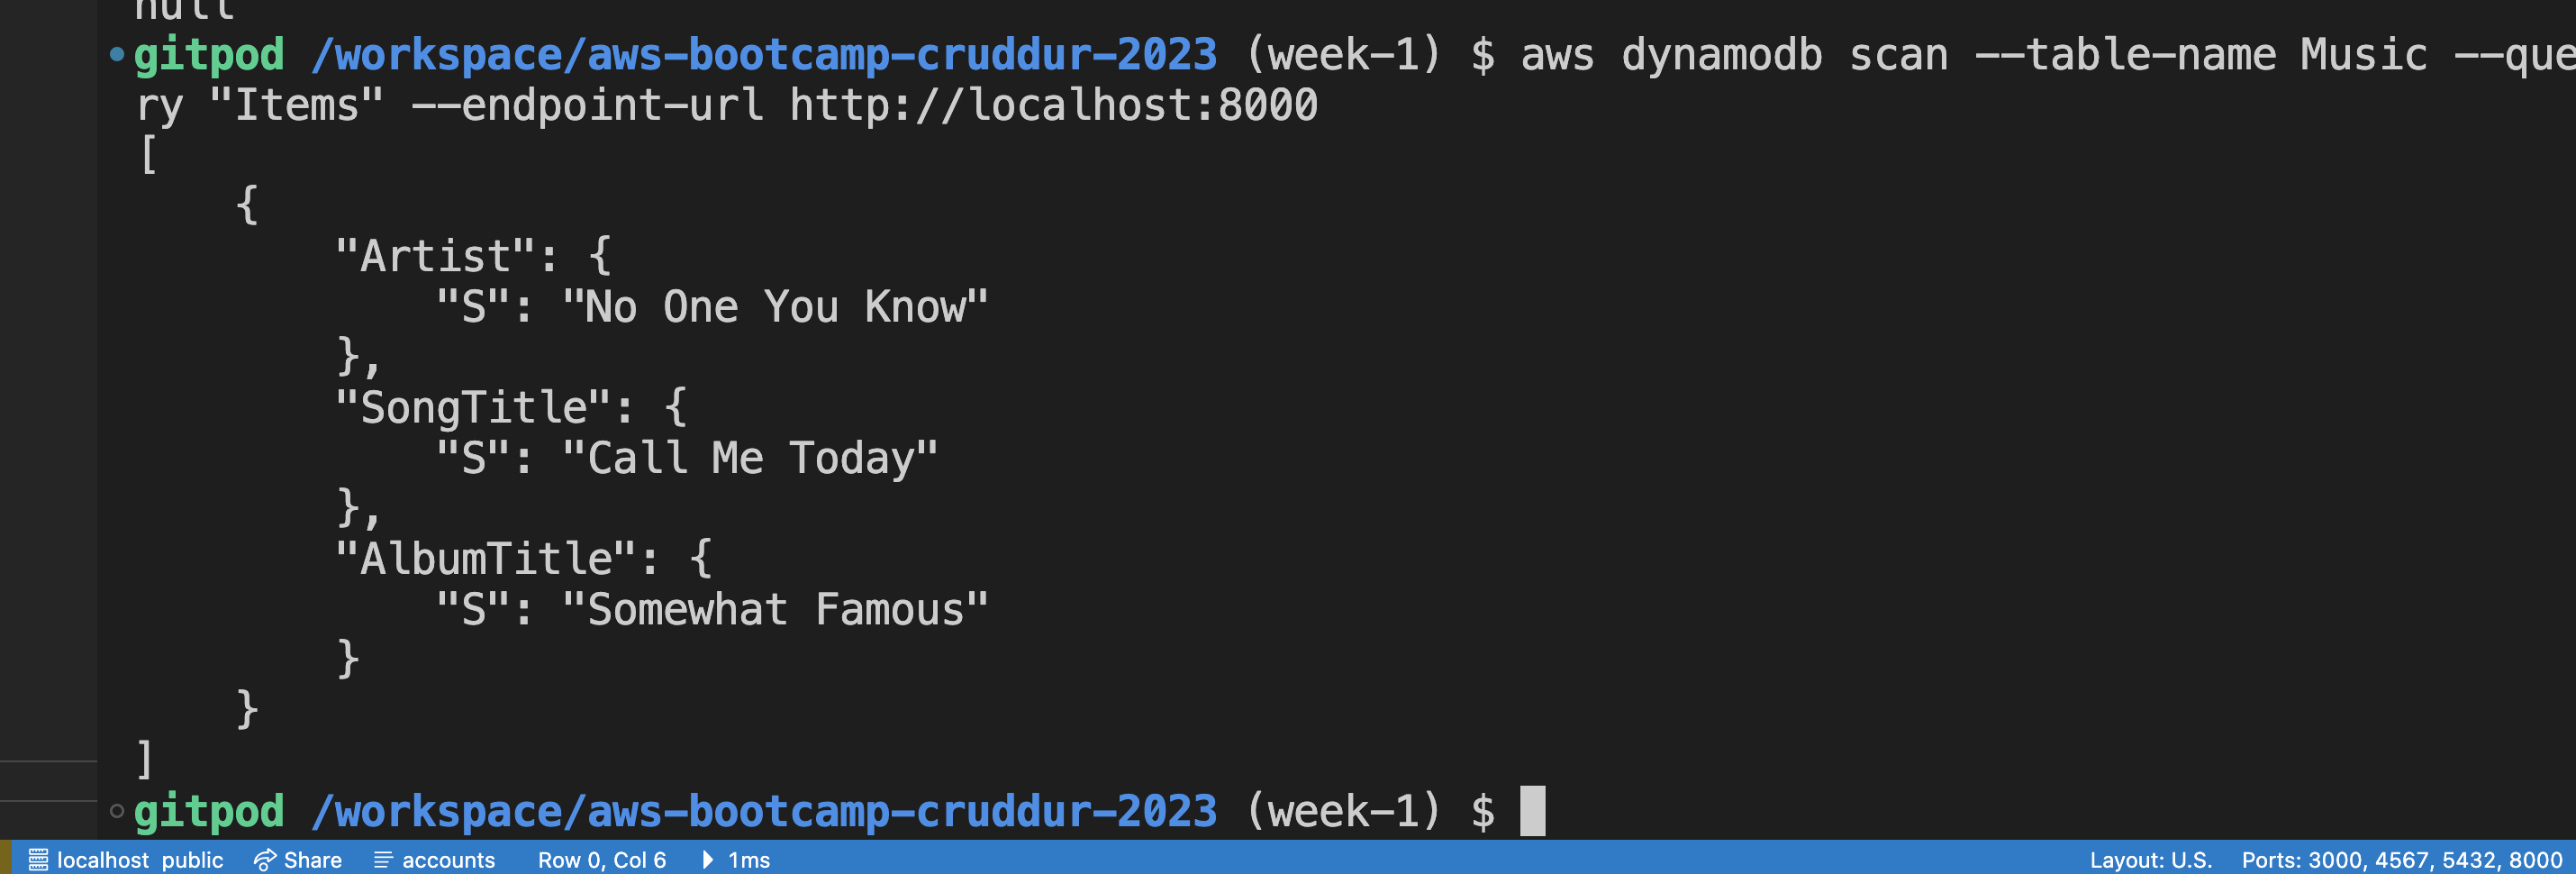 null
gitpod /workspace/aws-bootcamp-cruddur-2023 (week-1) $ aws dynamodb scan --table-name Music --que
ry "Items" --endpoint-url http://localhost:8000
[
    {
        "Artist": {
            "S": "No One You Know"
        },
        "SongTitle": {
            "S": "Call Me Today"
        },
        "AlbumTitle": {
            "S": "Somewhat Famous"
        }
    }
]
gitpod /workspace/aws-bootcamp-cruddur-2023 (week-1) $
localhost public Share accounts Row 0, Col 6 1ms Layout: U.S. Ports: 3000, 4567, 5432, 8000